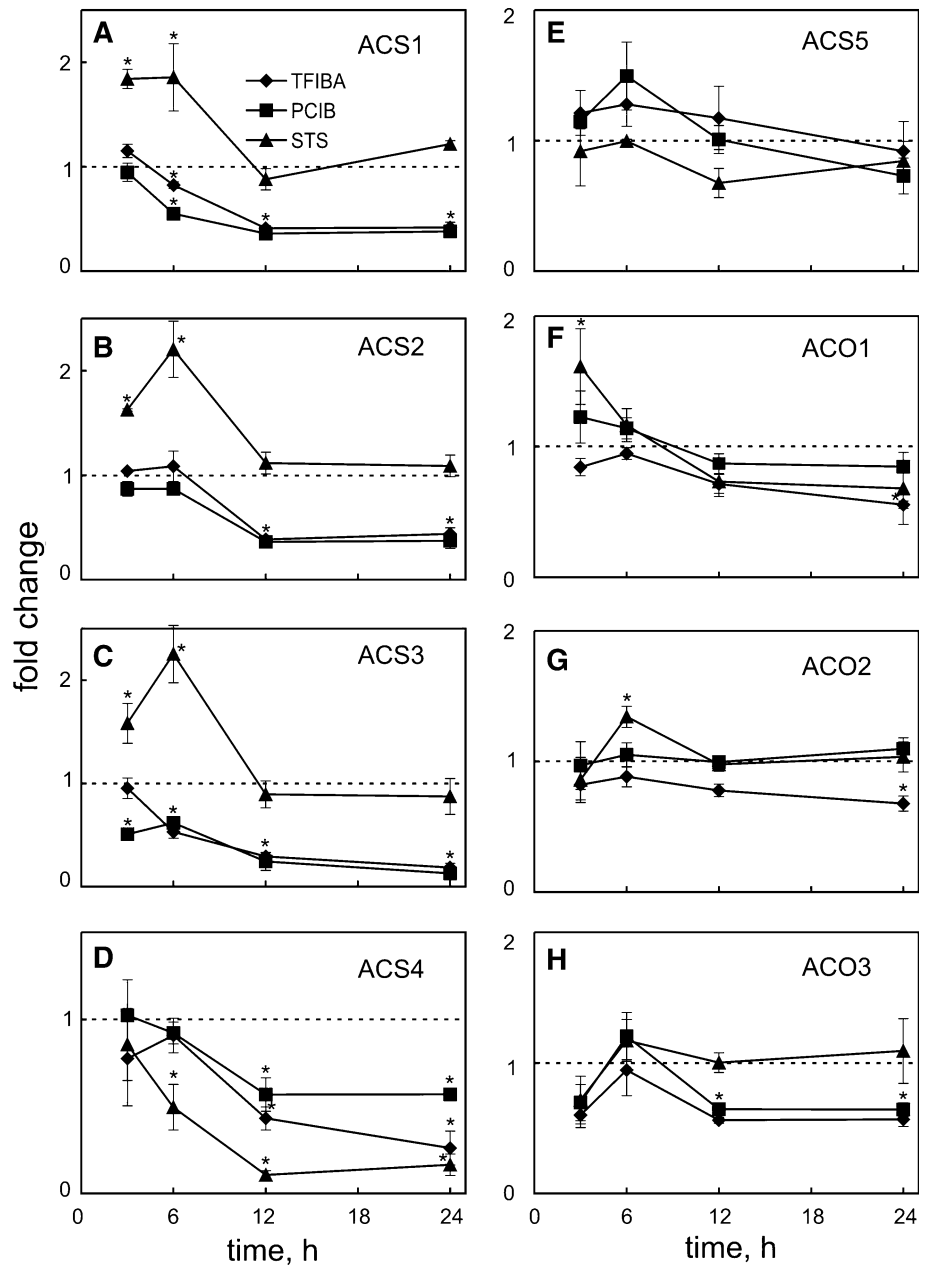 fold change
A
ACS1
TFIBA
PCIB
STS
*
*
*
*
*
*
2
1
0
B
ACS2
*
*
*
*
2
1
0
C
ACS3
*
*
*
*
*
*
2
1
0
D
ACS4
*
*
*
*
*
*
*
*
1
0
0
6
12
18
24
time, h
E
ACS5
2
1
0
F
ACO1
*
*
2
1
0
G
ACO2
*
*
2
1
0
H
ACO3
*
*
2
1
0
0
6
12
18
24
time, h